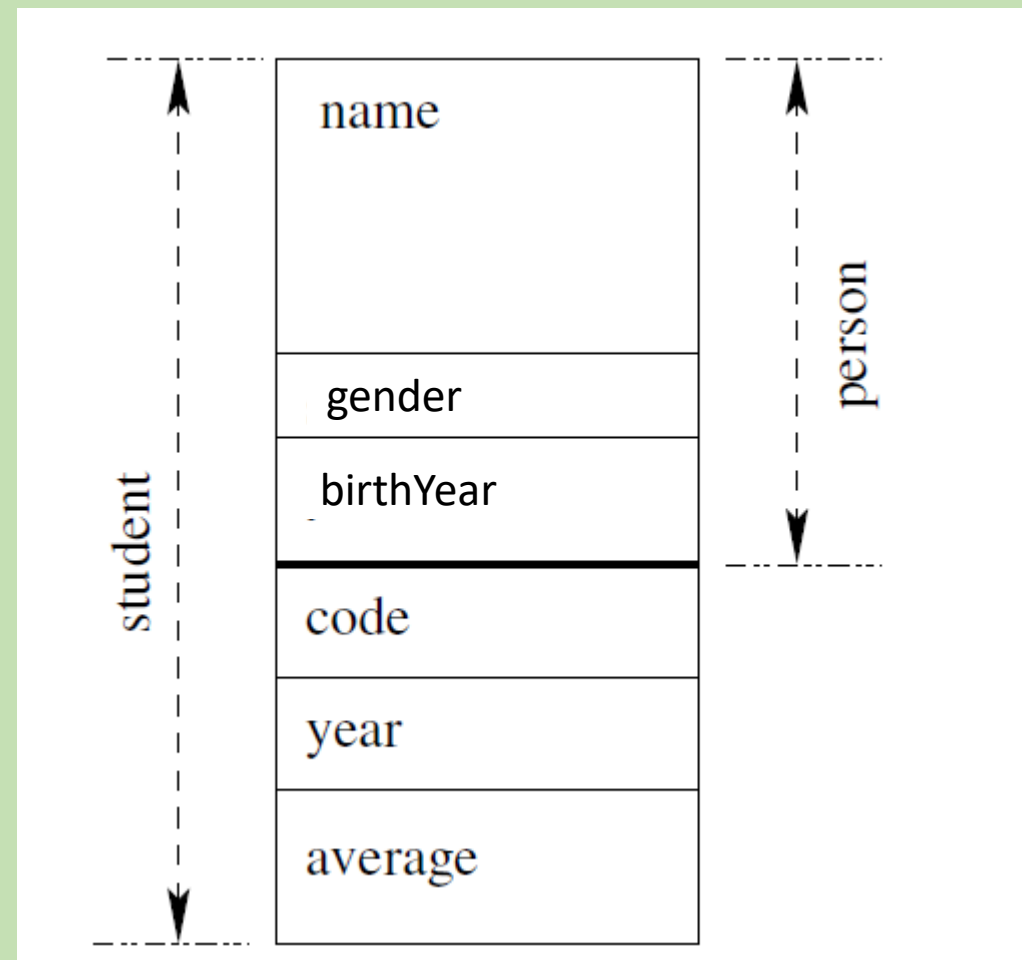 name
gender
birthYear
code
year
average
student
person